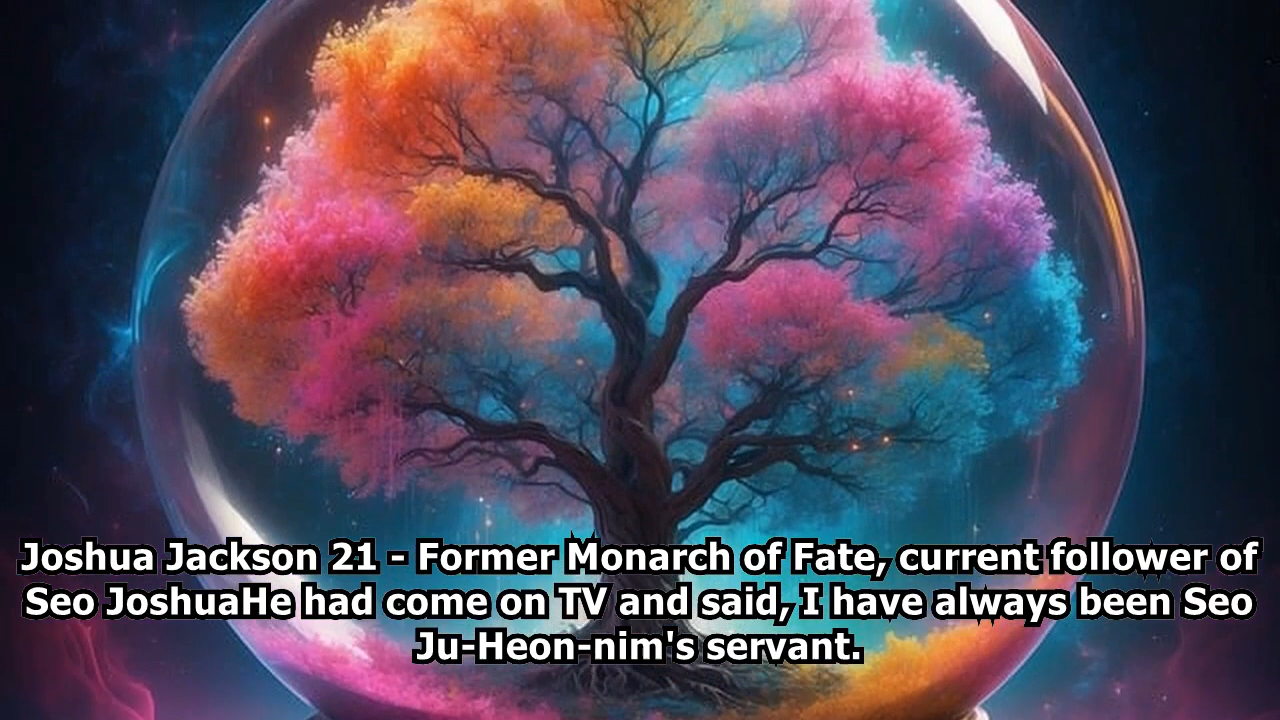 Joshua Jackson 21 - Former Monarch of Fate, current follower of
Seo JoshuaHe had come on TV and said, I have always been Seo
Ju-Heon-nim's servant.